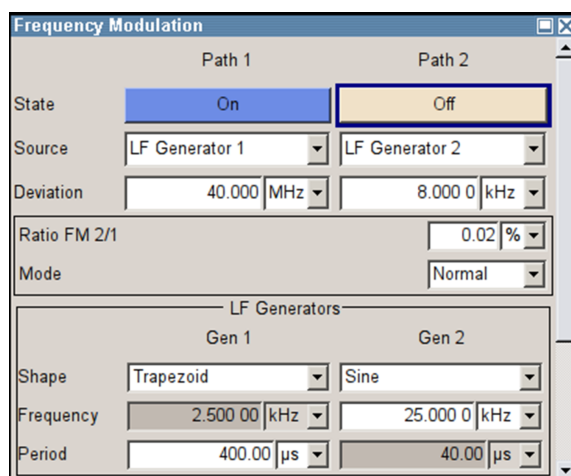 Frequency Modulation
Path 1 Path 2
State On Off
Source LF Generator 1 LF Generator 2
Deviation 40.000 MHz 8.000 0 kHz
Ratio FM 2/1 0.02 %
Mode Normal
LF Generators
Gen 1 Gen 2
Shape Trapezoid Sine
Frequency 2.500 00 kHz 25.000 0 kHz
Period 400.00 µs 40.00 µs